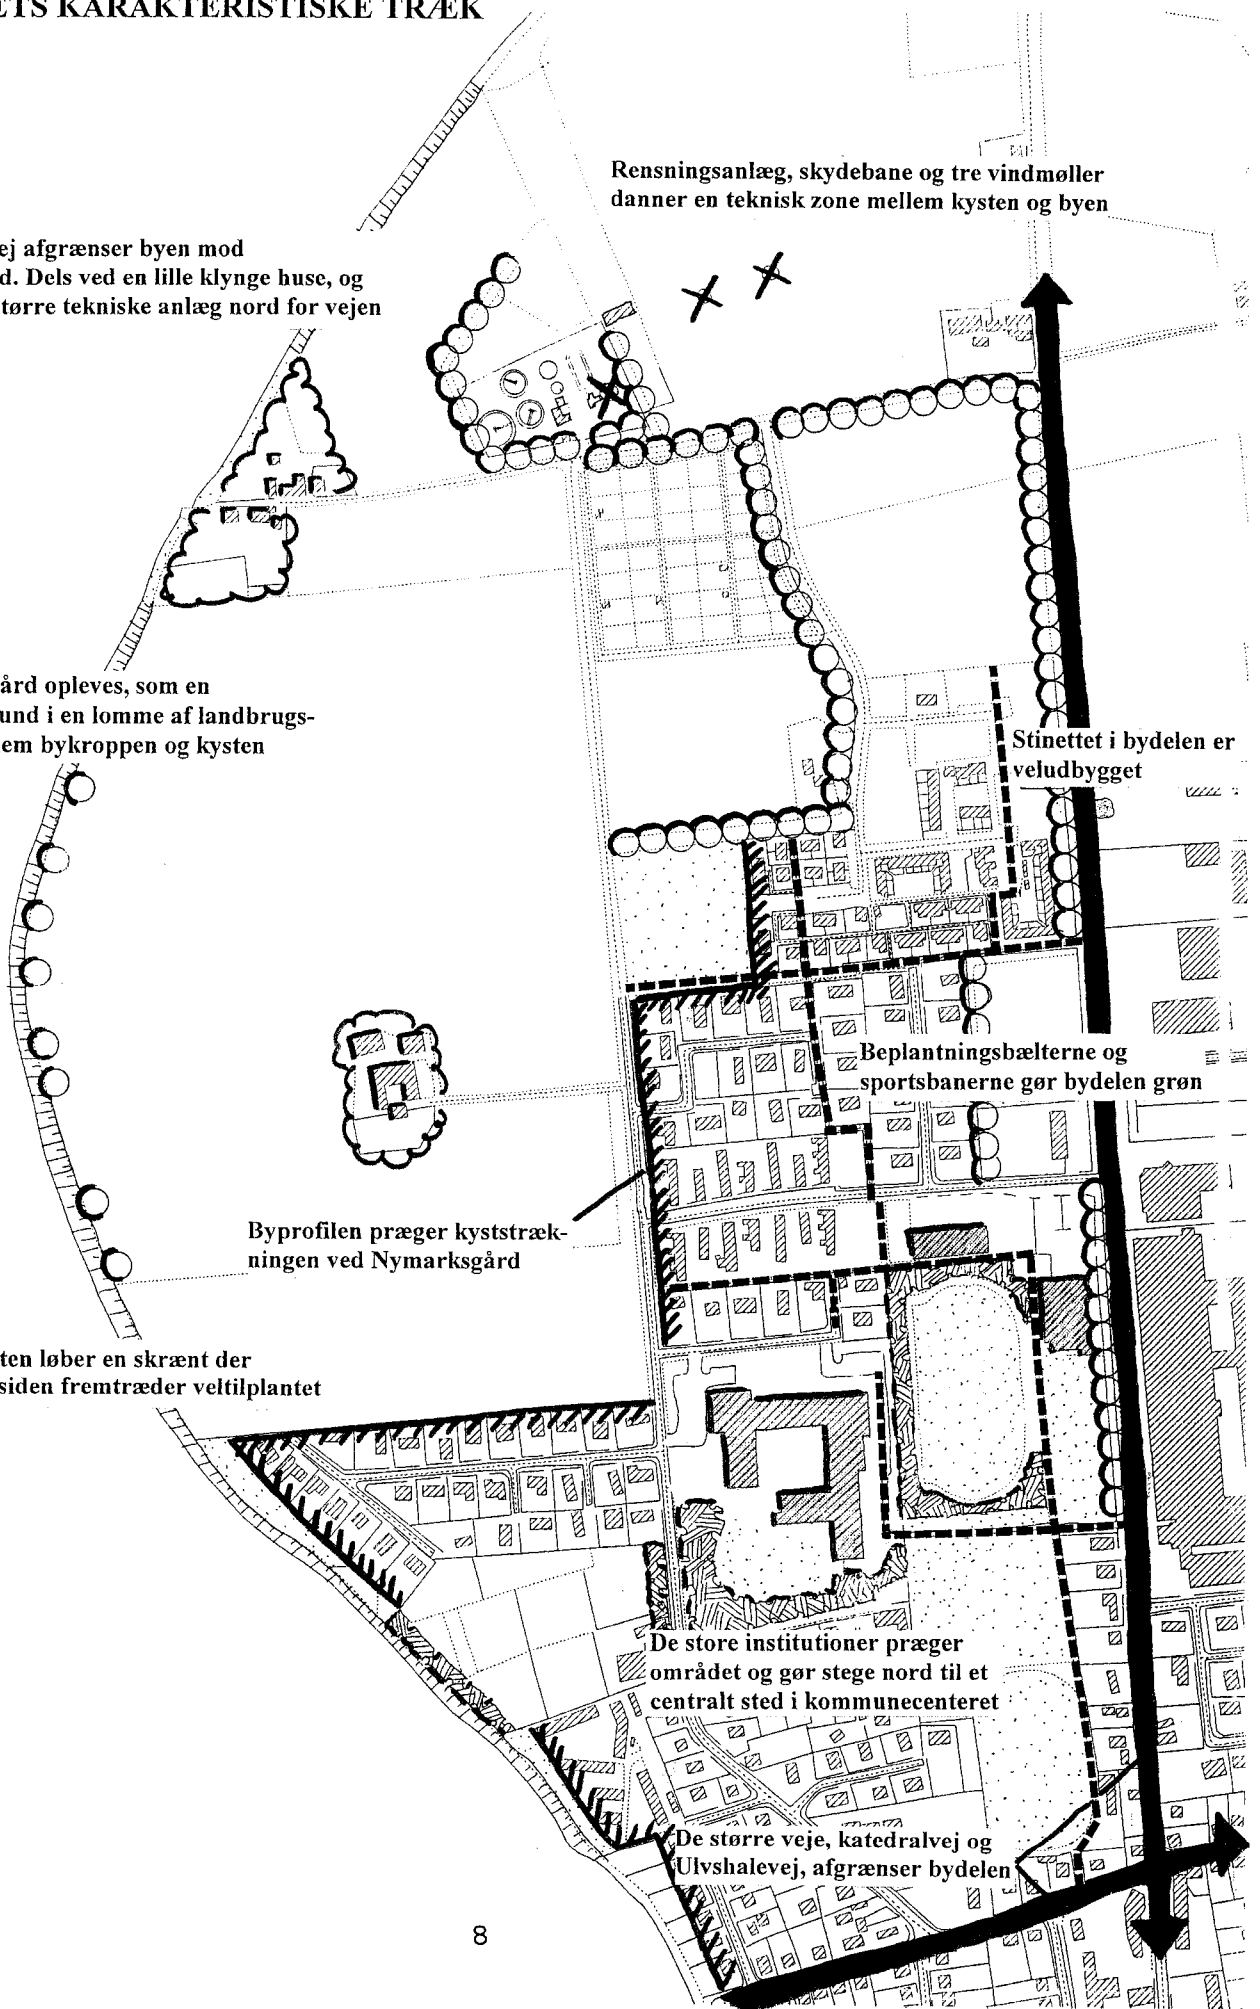 ETS KARAKTERISTISKE TRÆK
Rensningsanlæg, skydebane og tre vindmøller
danner en teknisk zone mellem kysten og byen
ej afgrænser byen mod
d. Dels ved en lille klynge huse, og
tørre tekniske anlæg nord for vejen
ård opleves, som en
und i en lomme af landbrugs-
em bykroppen og kysten
Stinettet i bydelen er
veludbygget
Beplantningsbælterne og
sportsbanerne gør bydelen grøn
Byprofilen præger kyststræk-
ningen ved Nymarksgård
ten løber en skrænt der
siden fremtræder veltilplantet
De store institutioner præger
området og gør stege nord til et
centralt sted i kommunecenteret
De større veje, katedralvej og
Ulvshalevej, afgrænser bydelen
8